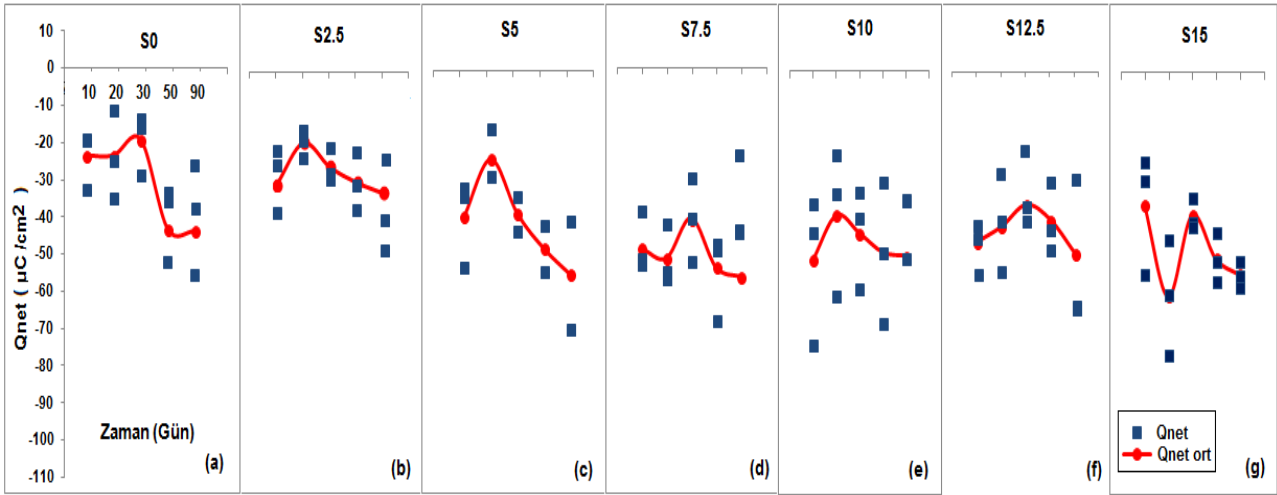 S0
S2.5
S5
S7.5
S10
S12.5
S15
10
0
-10
-20
-30
-40
-50
-60
-70
-80
-90
-100
-110
Qnet ( µC /cm2)
10 20 30 50 90
Zaman (Gün)
(a)
(b)
(c)
(d)
(e)
(f)
(g)
Qnet
Qnet ort